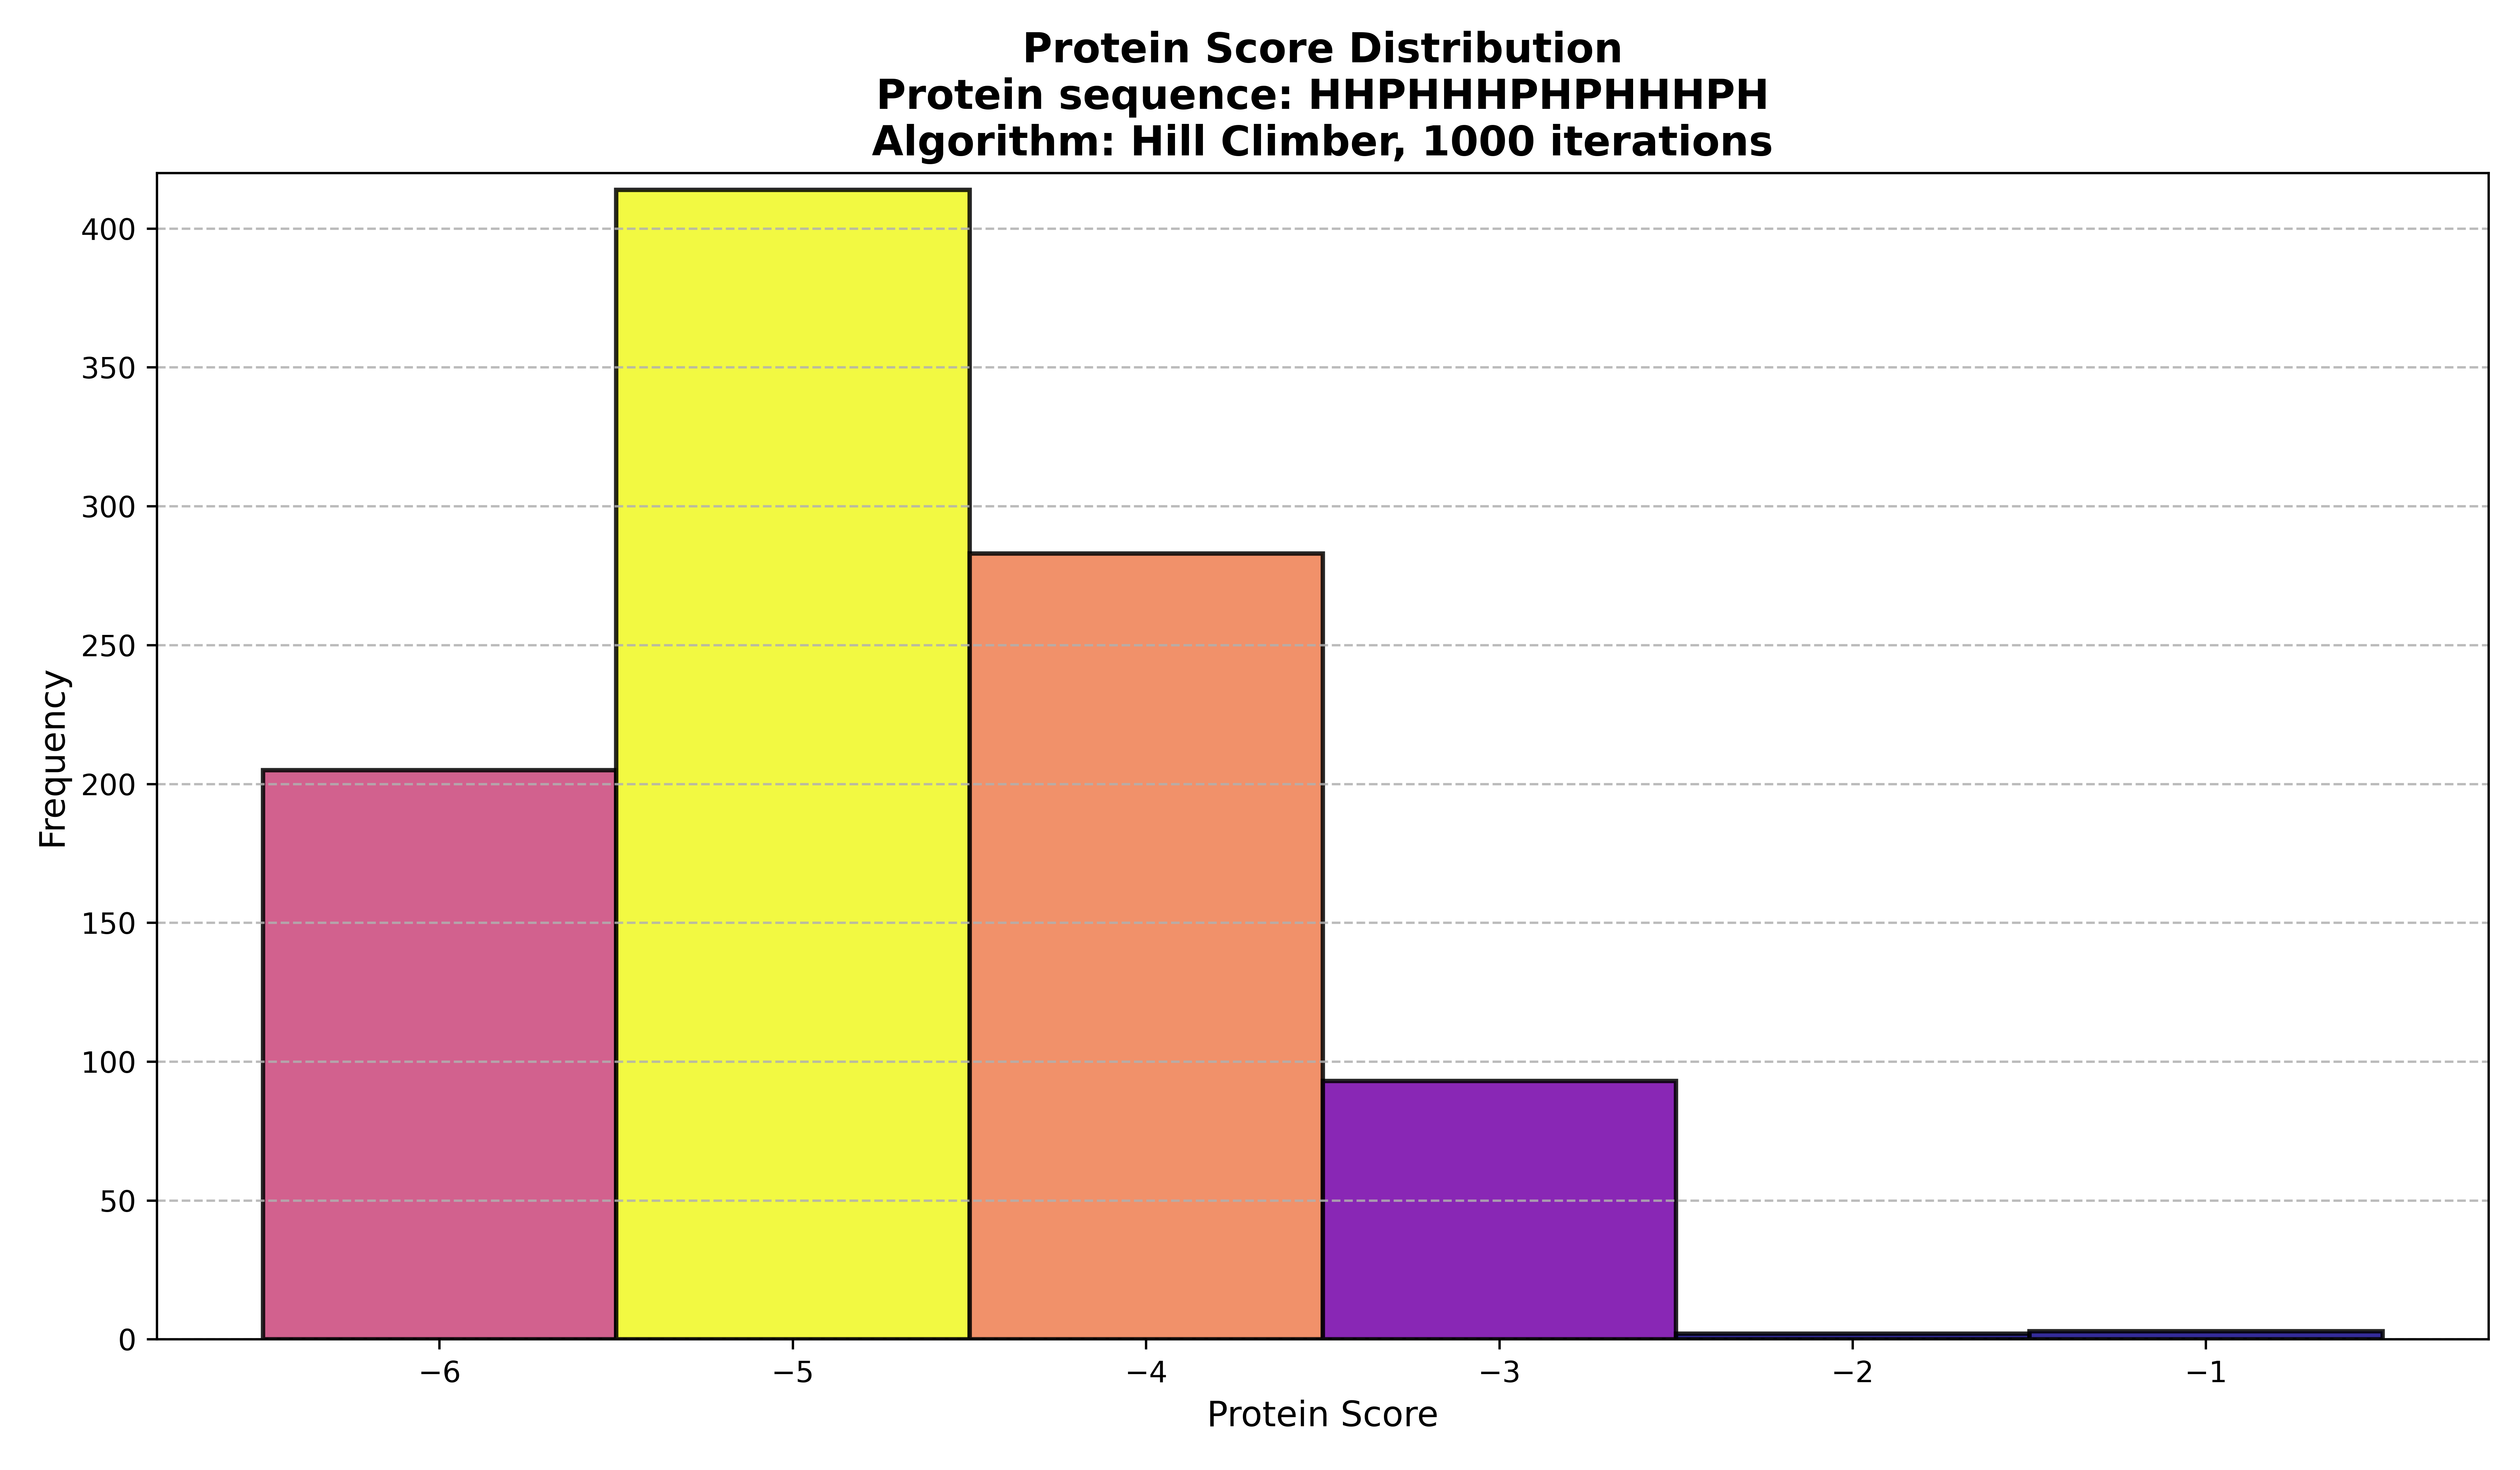 Protein Score Distribution
Protein sequence: HHPHHHHPHPHHHPH
Algorithm: Hill Climber, 1000 iterations
400
350
300
250
200
150
100
50
0
Frequency
−6 −5 −4 −3 −2 −1
Protein Score